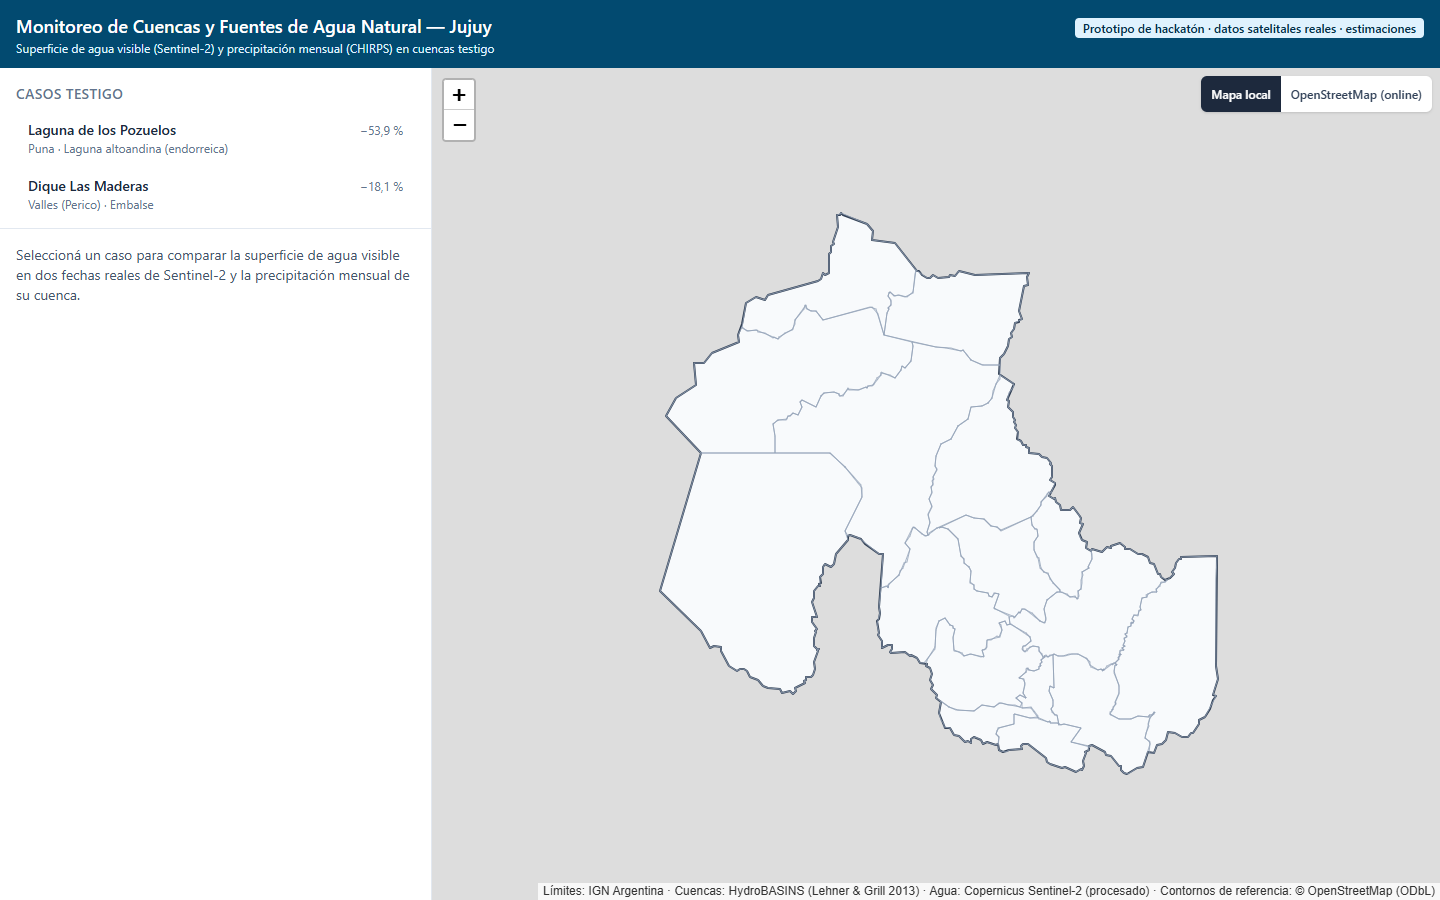 Monitoreo de Cuencas y Fuentes de Agua Natural — Jujuy
Superficie de agua visible (Sentinel-2) y precipitación mensual (CHIRPS) en cuencas testigo
Prototipo de hackatón · datos satelitales reales · estimaciones
CASOS TESTIGO
Laguna de los Pozuelos
−53,9 %
Puna · Laguna altoandina (endorreica)
Dique Las Maderas
−18,1 %
Valles (Perico) · Embalse
Seleccioná un caso para comparar la superficie de agua visible
en dos fechas reales de Sentinel-2 y la precipitación mensual de
su cuenca.
+
−
Mapa local
OpenStreetMap (online)
Límites: IGN Argentina · Cuencas: HydroBASINS (Lehner & Grill 2013) · Agua: Copernicus Sentinel-2 (procesado) · Contornos de referencia: © OpenStreetMap (ODbL)